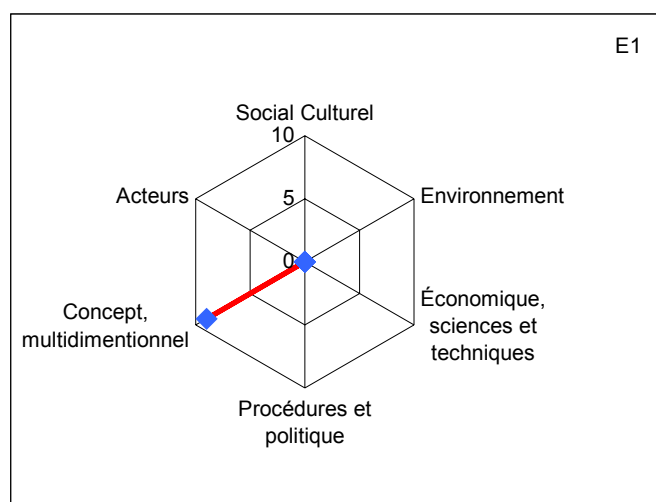 E1
Social Culturel
10
Acteurs
5
Environnement
0
Concept,
multidimentionnel
Économique,
sciences et
techniques
Procédures et
politique